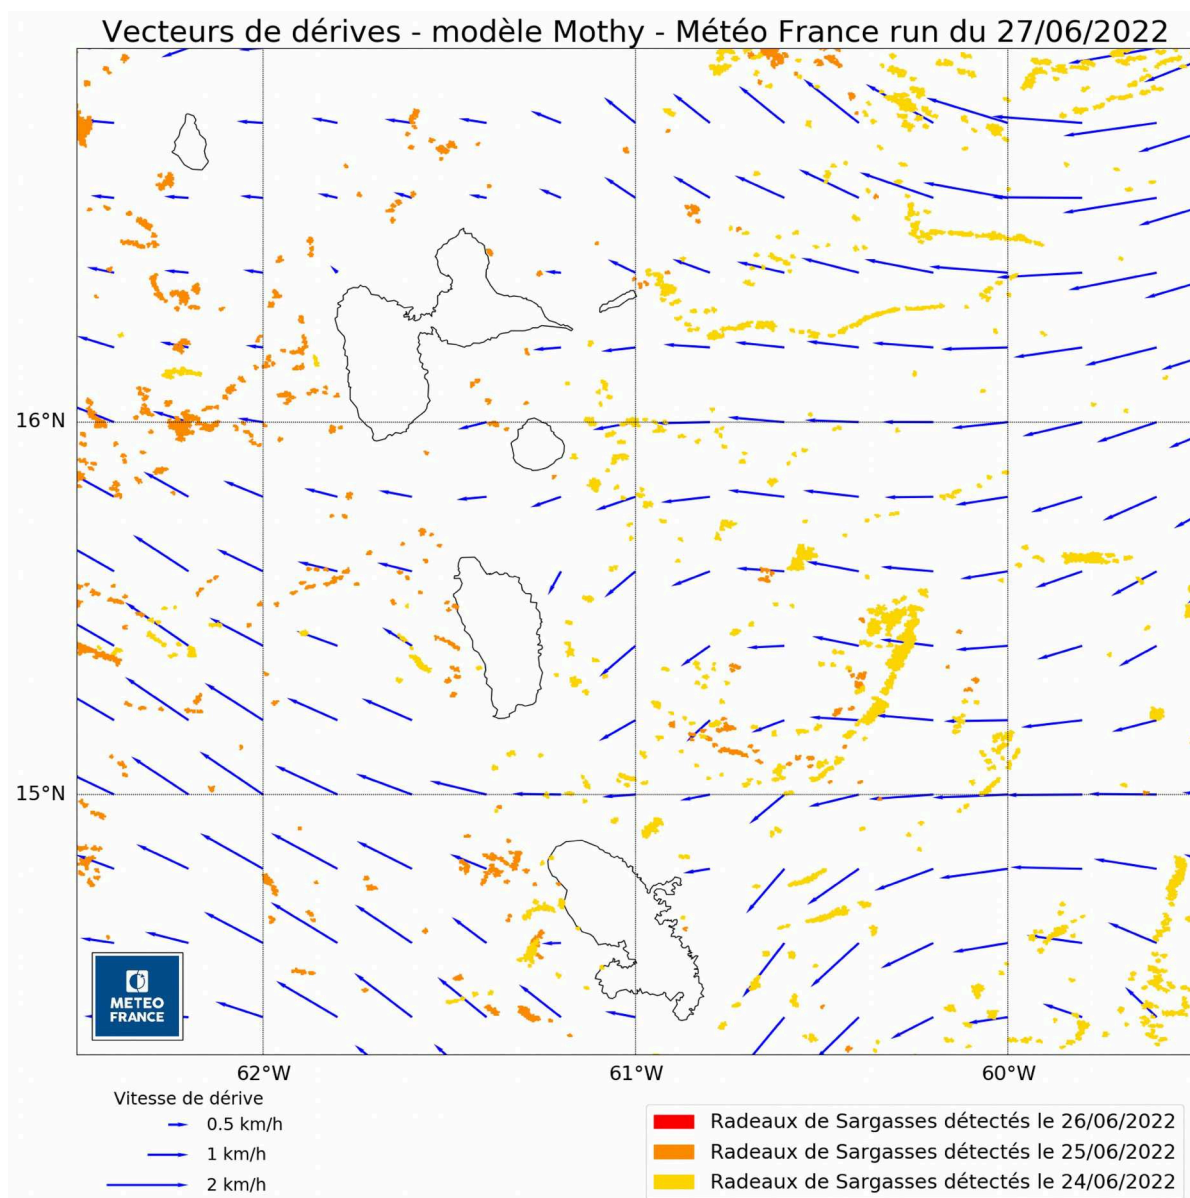 Vecteurs de dérives - modèle Mothy - Météo France run du 27/06/2022
16°N
15°N
METEO
FRANCE
62°W
61°W
60°W
Vitesse de dérive
0.5 km/h
1 km/h
2 km/h
Radeaux de Sargasses détectés le 26/06/2022
Radeaux de Sargasses détectés le 25/06/2022
Radeaux de Sargasses détectés le 24/06/2022